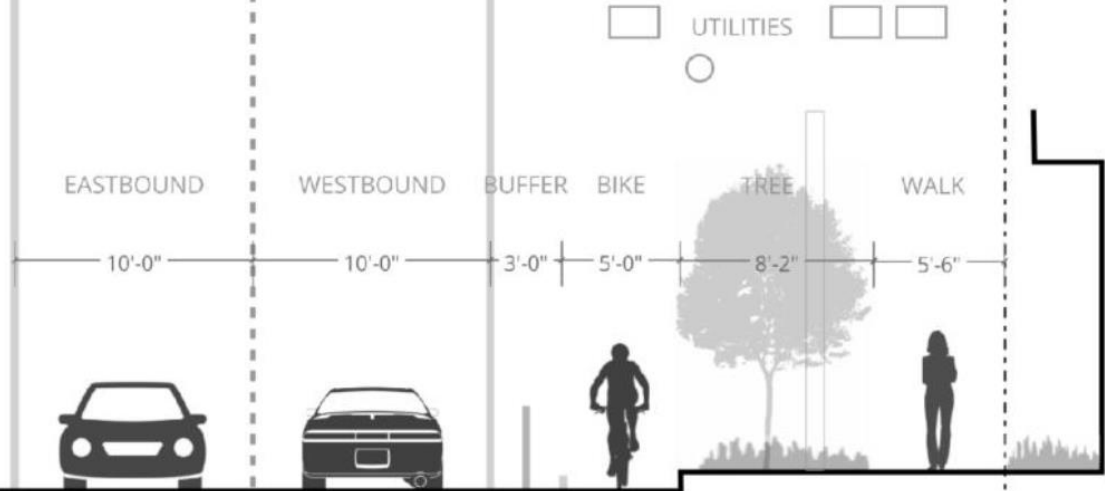 UTILITIES
EASTBOUND WESTBOUND BUFFER BIKE TREE WALK
10'-0" 10'-0" 3'-0" 5'-0" 8'-2" 5'-6"